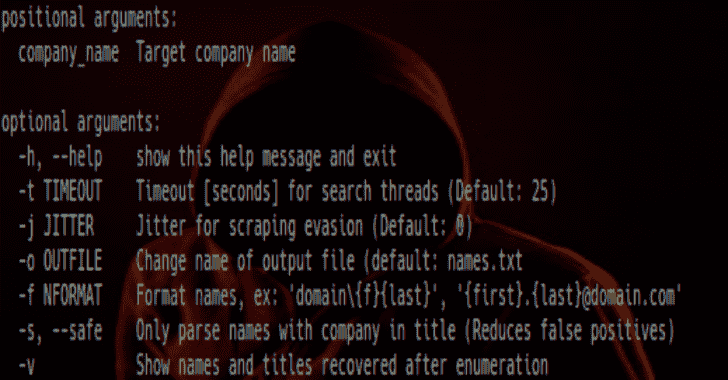 positional arguments:
company_name Target company name
optional arguments:
-h, --help show this help message and exit
-t TIMEOUT Timeout [seconds] for search threads (Default: 25)
-j JITTER Jitter for scraping evasion (Default: 0)
-o OUTFILE Change name of output file (default: names.txt
-f NFORMAT Format names, ex: 'domain\{f}{last}', '{first}.{last}@domain.com'
-s, --safe Only parse names with company in title (Reduces false positives)
-v Show names and titles recovered after enumeration